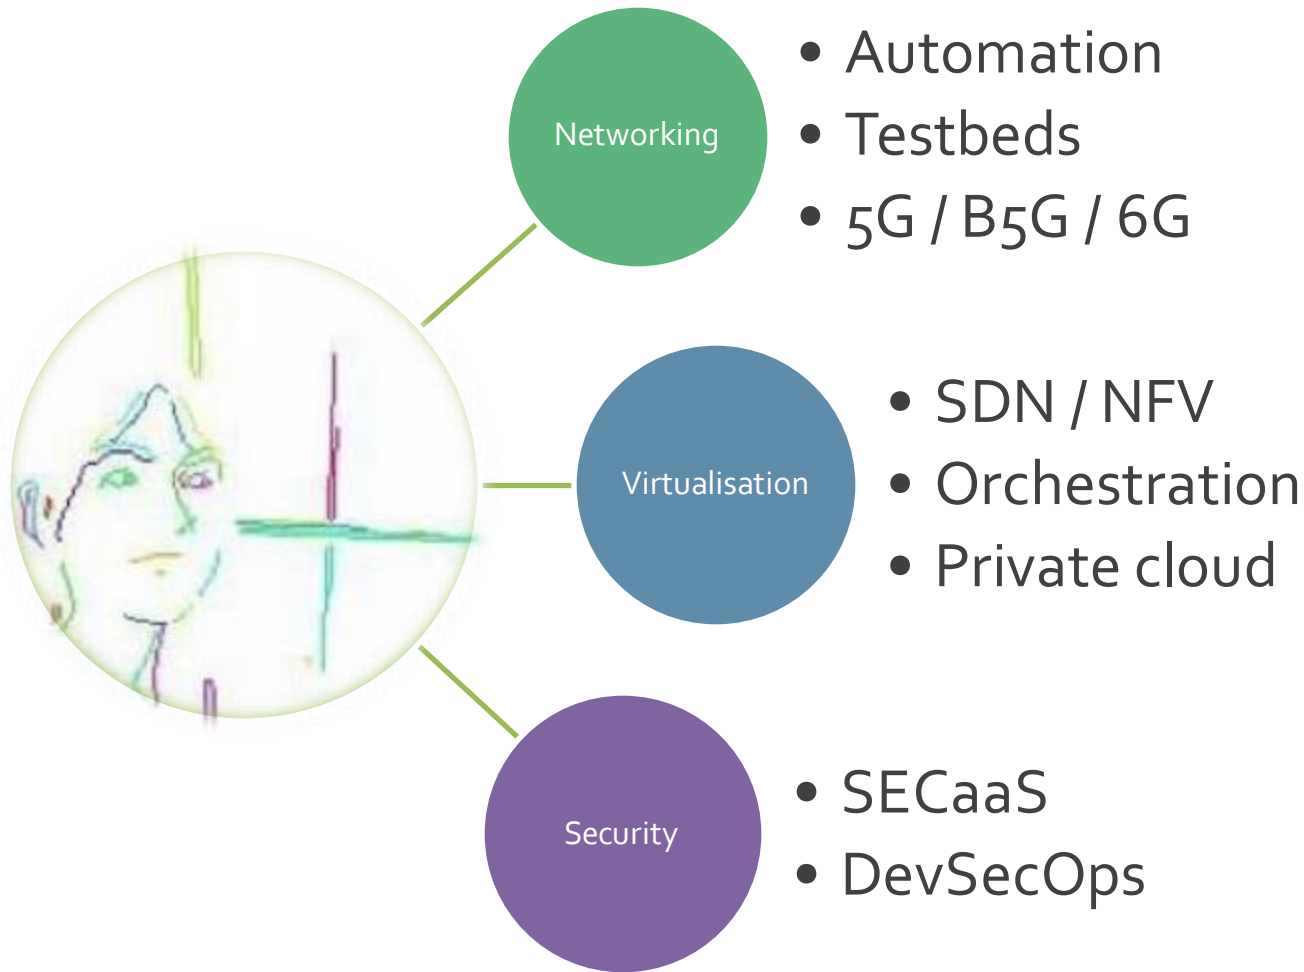 Networking
• Automation
• Testbeds
• 5G / B5G / 6G
Virtualisation
• SDN / NFV
• Orchestration
• Private cloud
Security
• SECaaS
• DevSecOps